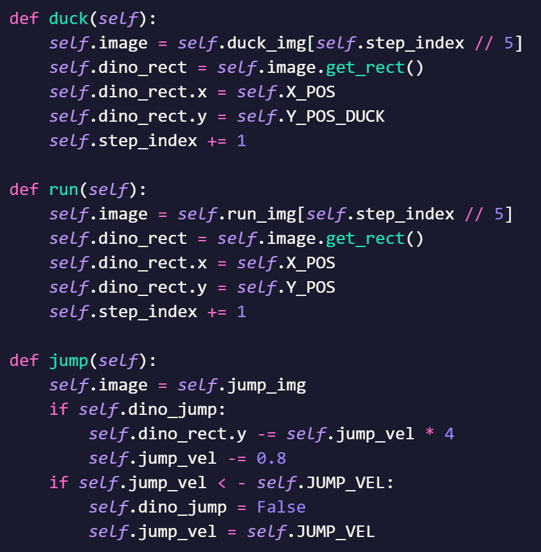 def duck(self):
    self.image = self.duck_img[self.step_index // 5]
    self.dino_rect = self.image.get_rect()
    self.dino_rect.x = self.X_POS
    self.dino_rect.y = self.Y_POS_DUCK
    self.step_index += 1

def run(self):
    self.image = self.run_img[self.step_index // 5]
    self.dino_rect = self.image.get_rect()
    self.dino_rect.x = self.X_POS
    self.dino_rect.y = self.Y_POS
    self.step_index += 1

def jump(self):
    self.image = self.jump_img
    if self.dino_jump:
        self.dino_rect.y -= self.jump_vel * 4
        self.jump_vel -= 0.8
    if self.jump_vel < - self.JUMP_VEL:
        self.dino_jump = False
        self.jump_vel = self.JUMP_VEL